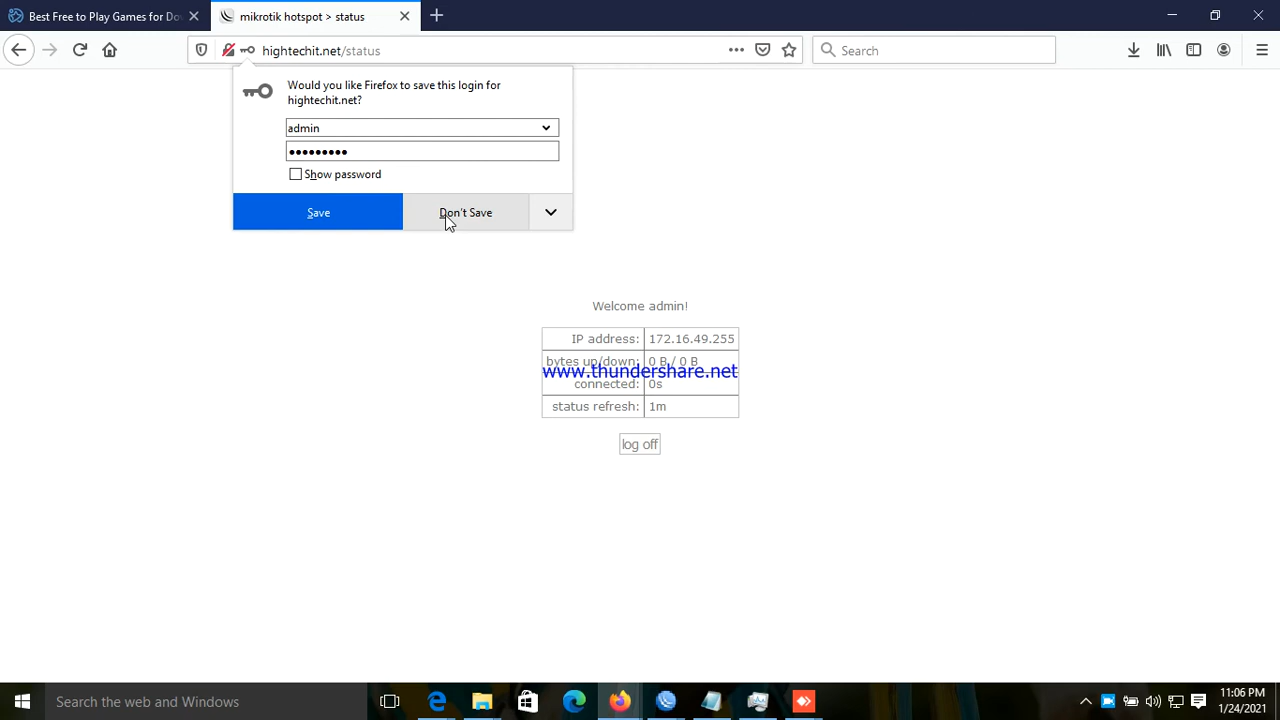 Best Free to Play Games for Dov
mikrotik hotspot > status
hightechit.net/status
Search
Would you like Firefox to save this login for
hightechit.net?
admin
•••••••••
Show password
Save
Don't Save
Welcome admin!
IP address: 172.16.49.255
bytes up/down: 0 B / 0 B
www.thundershare.net
connected: 0s
status refresh: 1m
log off
Search the web and Windows
11:06 PM
1/24/2021